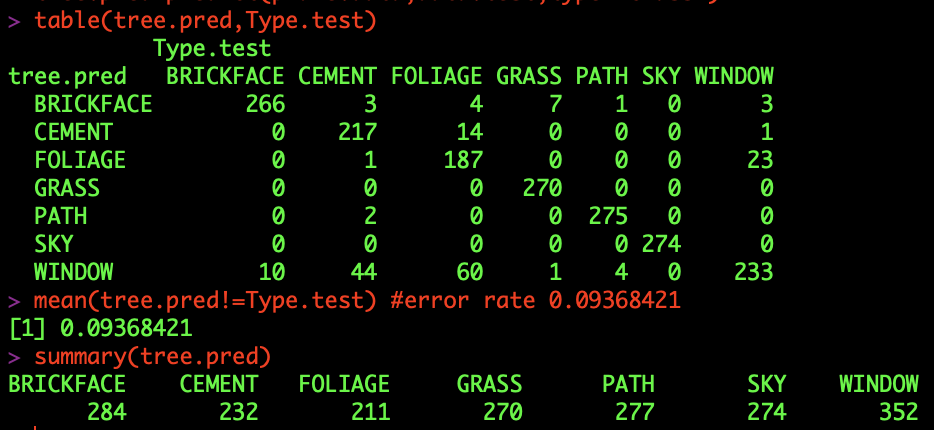 > table(tree.pred,Type.test)
Type.test
tree.pred BRICKFACE CEMENT FOLIAGE GRASS PATH SKY WINDOW
BRICKFACE 266 3 4 7 1 0 3
CEMENT 0 217 14 0 0 0 1
FOLIAGE 0 1 187 0 0 0 23
GRASS 0 0 0 270 0 0 0
PATH 0 2 0 0 275 0 0
SKY 0 0 0 0 0 274 0
WINDOW 10 44 60 1 4 0 233
> mean(tree.pred!=Type.test) #error rate 0.09368421
[1] 0.09368421
> summary(tree.pred)
BRICKFACE CEMENT FOLIAGE GRASS PATH SKY WINDOW
284 232 211 270 277 274 352